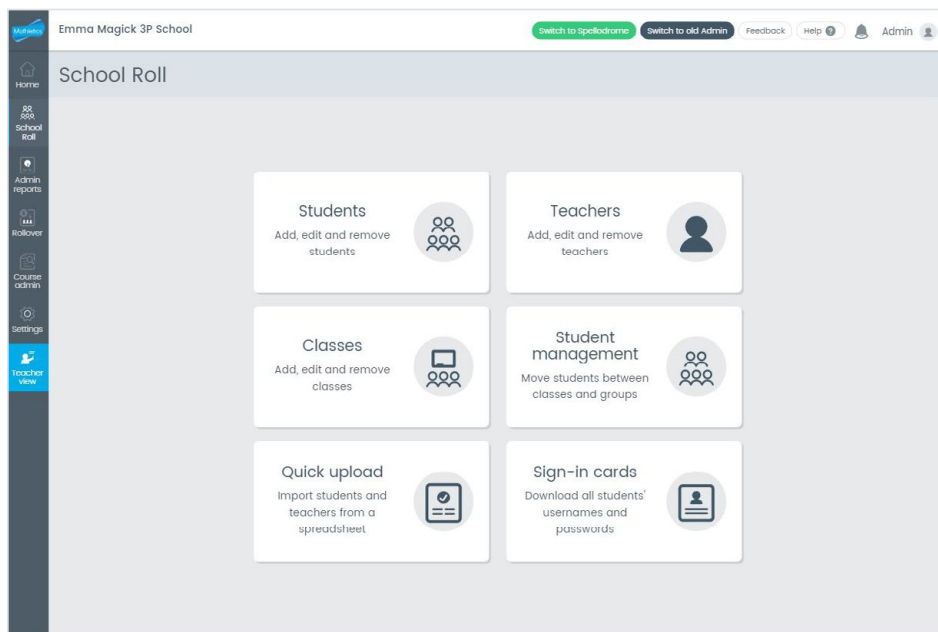 Mathletics
Emma Magick 3P School
Switch to Spellodrome
Switch to old Admin
Feedback
Help
Admin
Home
School
Roll
Admin
reports
Rollover
Course
admin
Settings
Teacher
view
School Roll
Students
Add, edit and remove
students
Teachers
Add, edit and remove
teachers
Classes
Add, edit and remove
classes
Student
management
Move students between
classes and groups
Quick upload
Import students and
teachers from a
spreadsheet
Sign-in cards
Download all students'
usernames and
passwords